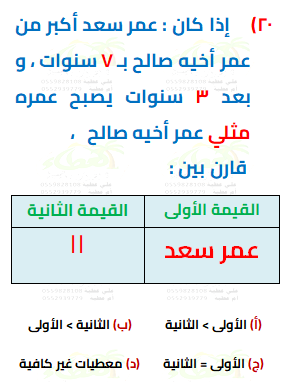 ٢٠) إذا كان : عمر سعد أكبر من
عمر أخيه صالح بـ ٧ سنوات ، و
بعد ٣ سنوات يصبح عمره
مثلي عمر أخيه صالح ،
قارن بين :
القيمة الأولى القيمة الثانية
عمر سعد ١١
(أ) الأولى > الثانية (ب) الثانية > الأولى
(ج) الأولى = الثانية (د) معطيات غير كافية